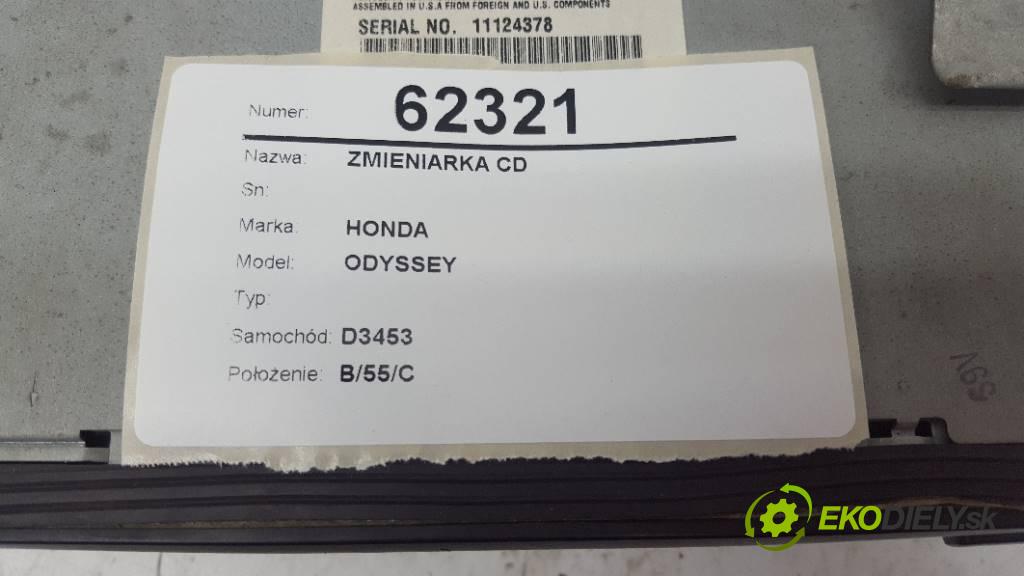 ASSEMBLED IN U.S.A FROM FOREIGN AND U.S. COMPONENTS
SERIAL NO. 11124378
Numer: 62321
Nazwa: ZMIENIARKA CD
Sn:
Marka: HONDA
Model: ODYSSEY
Typ:
Samochód: D3453
Położenie: B/55/C
EKODIELY.sk